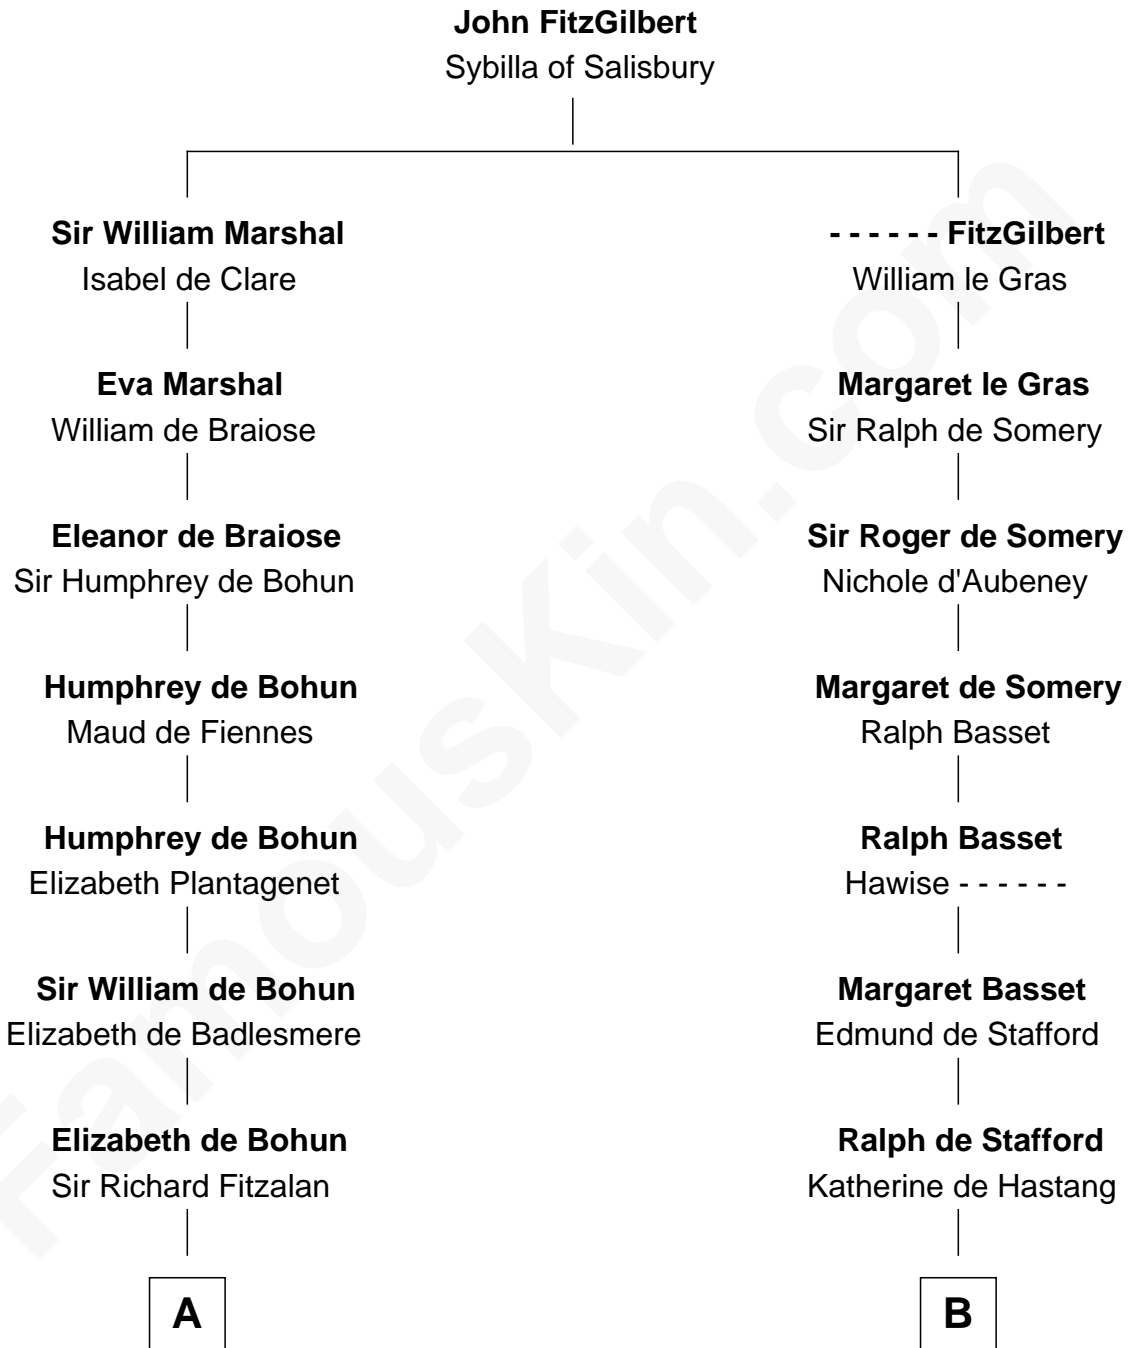 John FitzGilbert
Sybilla of Salisbury
Sir William Marshal
Isabel de Clare
- - - - - - FitzGilbert
William le Gras
Eva Marshal
William de Braiose
Margaret le Gras
Sir Ralph de Somery
Eleanor de Braiose
Sir Humphrey de Bohun
Sir Roger de Somery
Nichole d'Aubeney
Humphrey de Bohun
Maud de Fiennes
Margaret de Somery
Ralph Basset
Humphrey de Bohun
Elizabeth Plantagenet
Ralph Basset
Hawise - - - - - -
Sir William de Bohun
Elizabeth de Badlesmere
Margaret Basset
Edmund de Stafford
Elizabeth de Bohun
Sir Richard Fitzalan
Ralph de Stafford
Katherine de Hastang
A
B
FamousKin.com